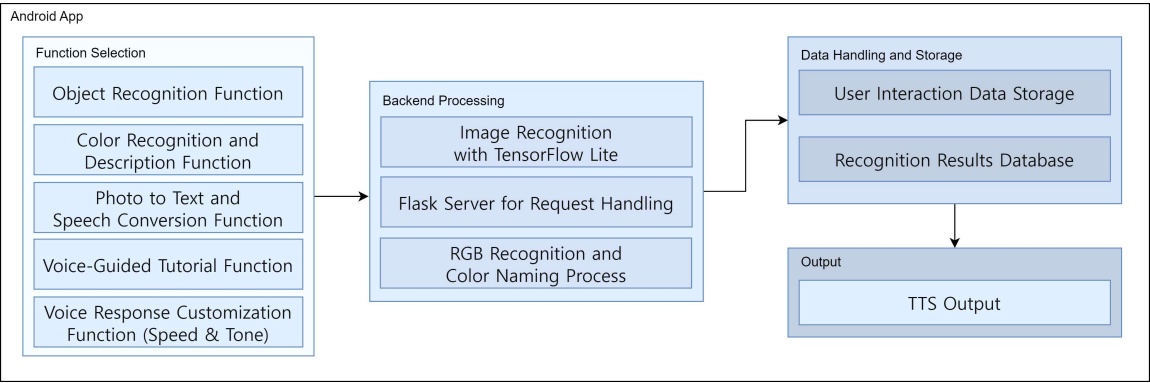 Android App
Function Selection
Object Recognition Function
Color Recognition and
Description Function
Photo to Text and
Speech Conversion Function
Voice-Guided Tutorial Function
Voice Response Customization
Function (Speed & Tone)
Backend Processing
Image Recognition
with TensorFlow Lite
Flask Server for Request Handling
RGB Recognition and
Color Naming Process
Data Handling and Storage
User Interaction Data Storage
Recognition Results Database
Output
TTS Output